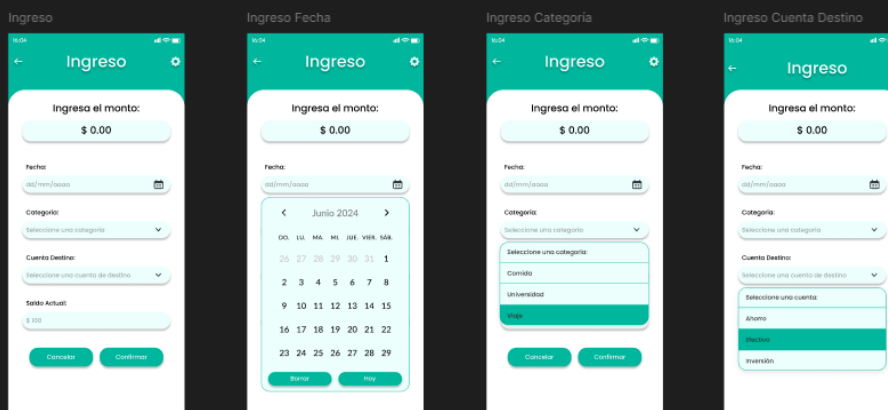 Ingreso
16:04
Ingreso
Ingresa el monto:
$ 0.00
Fecha:
dd/mm/aaaa
Categoría:
Seleccione una categoría
Cuenta Destino:
Seleccione una cuenta de destino
Saldo Actual:
$ 100
Cancelar Confirmar
Ingreso Fecha
16:04
Ingreso
Ingresa el monto:
$ 0.00
Fecha:
dd/mm/aaaa
< Junio 2024 >
DO. LU. MA. MI. JUE. VIER. SÁB.
26 27 28 29 30 31 1
2 3 4 5 6 7 8
9 10 11 12 13 14 15
16 17 18 19 20 21 22
23 24 25 26 27 28 29
Borrar Hoy
Ingreso Categoría
16:04
Ingreso
Ingresa el monto:
$ 0.00
Fecha:
dd/mm/aaaa
Categoría:
Seleccione una categoría
Seleccione una categoría:
Comida
Universidad
Viaje
Cancelar Confirmar
Ingreso Cuenta Destino
16:04
Ingreso
Ingresa el monto:
$ 0.00
Fecha:
dd/mm/aaaa
Categoría:
Seleccione una categoría
Cuenta Destino:
Seleccione una cuenta de destino
Seleccione una cuenta:
Ahorro
Efectivo
Inversión